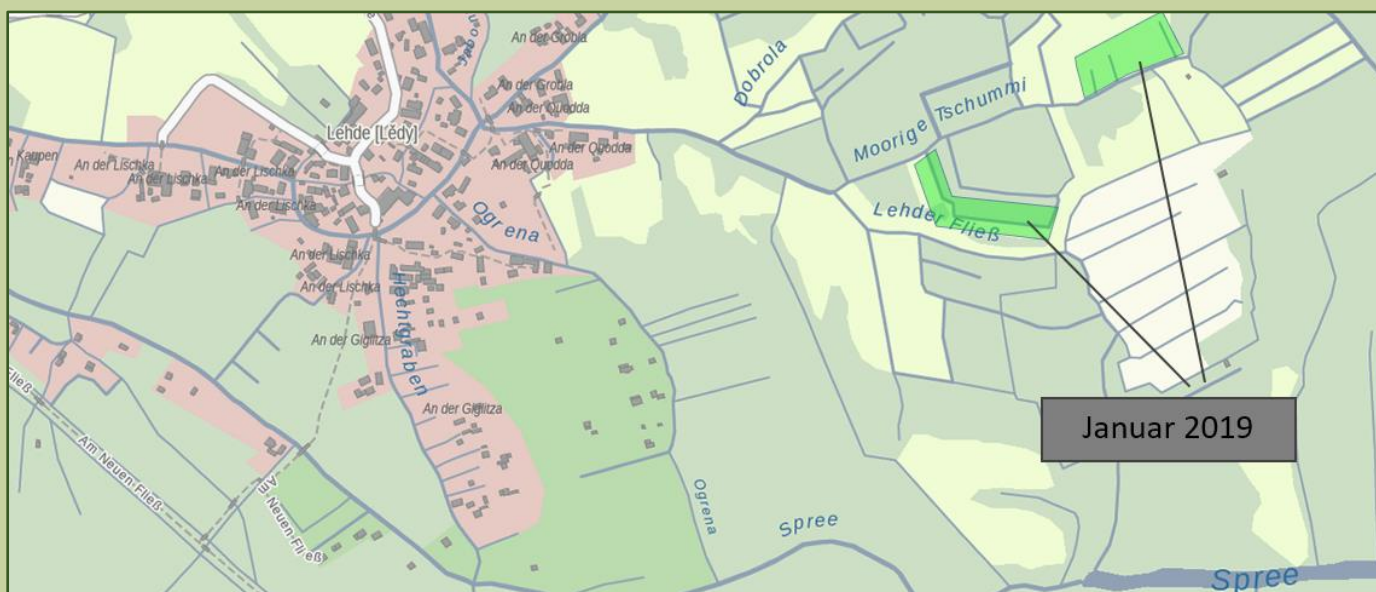 An der Grobla
An der Grobla
An der Quodda
An der Quodda
An der Quodda
Dobrola
Moorige Tschummi
Lehde [Lědy]
Kaupen
An der Lischka
An der Lischka
An der Lischka
An der Lischka
An der Lischka
An der Lischka
Ogrena
Lehder Fließ
Hechtgraben
An der Giglitza
An der Giglitza
Januar 2019
Fließ
Am Neuen Fließ
Am Neuen Fließ
Ogrena
Spree
Spree